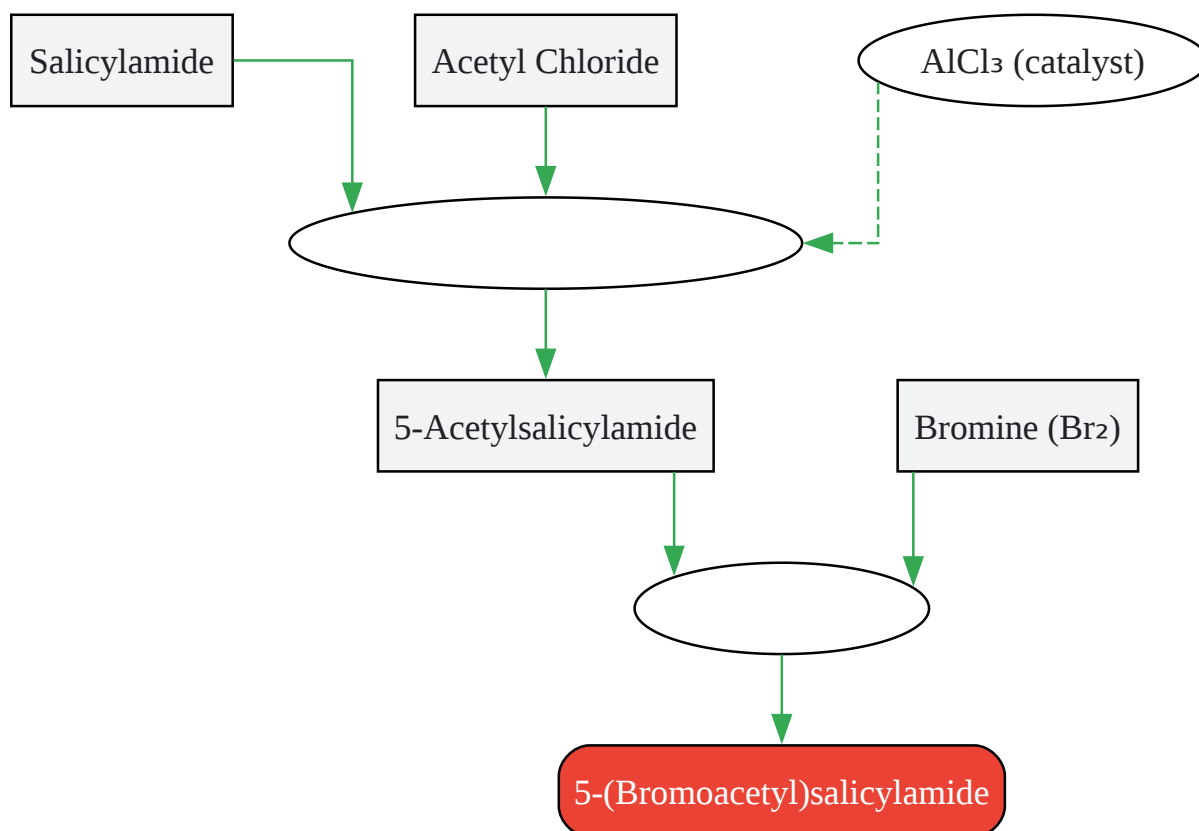 Salicylamide
Acetyl Chloride
AlCl₃ (catalyst)
5-Acetylsalicylamide
Bromine (Br₂)
5-(Bromoacetyl)salicylamide